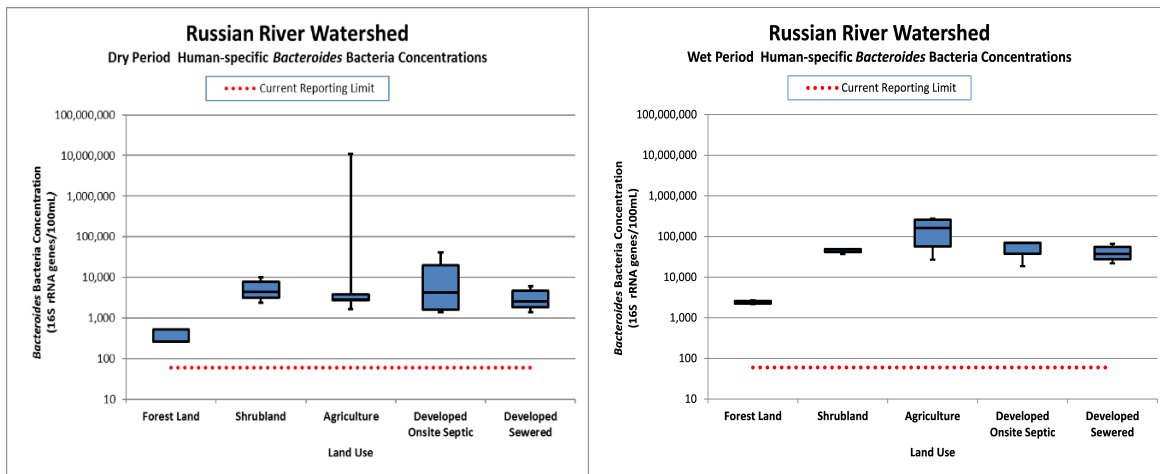 Russian River Watershed
Dry Period Human-specific Bacteroides Bacteria Concentrations
Current Reporting Limit
100,000,000
10,000,000
1,000,000
100,000
10,000
1,000
100
10
Bacteroides Bacteria Concentration
(16S rRNA genes/100mL)
Forest Land
Shrubland
Agriculture
Developed
Onsite Septic
Developed
Sewered
Land Use
Russian River Watershed
Wet Period Human-specific Bacteroides Bacteria Concentrations
Current Reporting Limit
100,000,000
10,000,000
1,000,000
100,000
10,000
1,000
100
10
Bacteroides Bacteria Concentration
(16S rRNA genes/100mL)
Forest Land
Shrubland
Agriculture
Developed
Onsite Septic
Developed
Sewered
Land Use